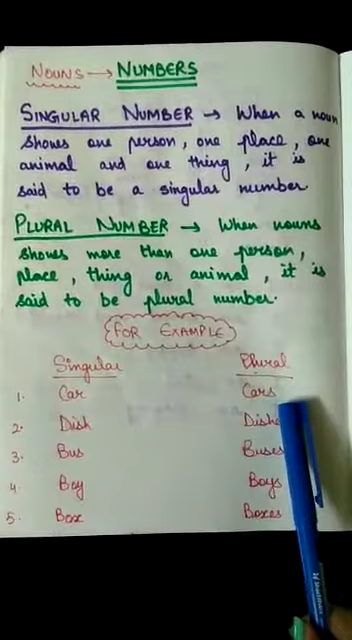 NOUNS → NUMBERS
SINGULAR NUMBER → When a noun
shows one person, one place, one
animal and one thing, it is
said to be a singular number
PLURAL NUMBER → When nouns
shows more than one person,
place, thing or animal, it is
said to be plural number.
FOR EXAMPLE
Singular Plural
1. Car Cars
2. Dish
3. Bus Buses
4. Boy Boys
5. Box Boxes